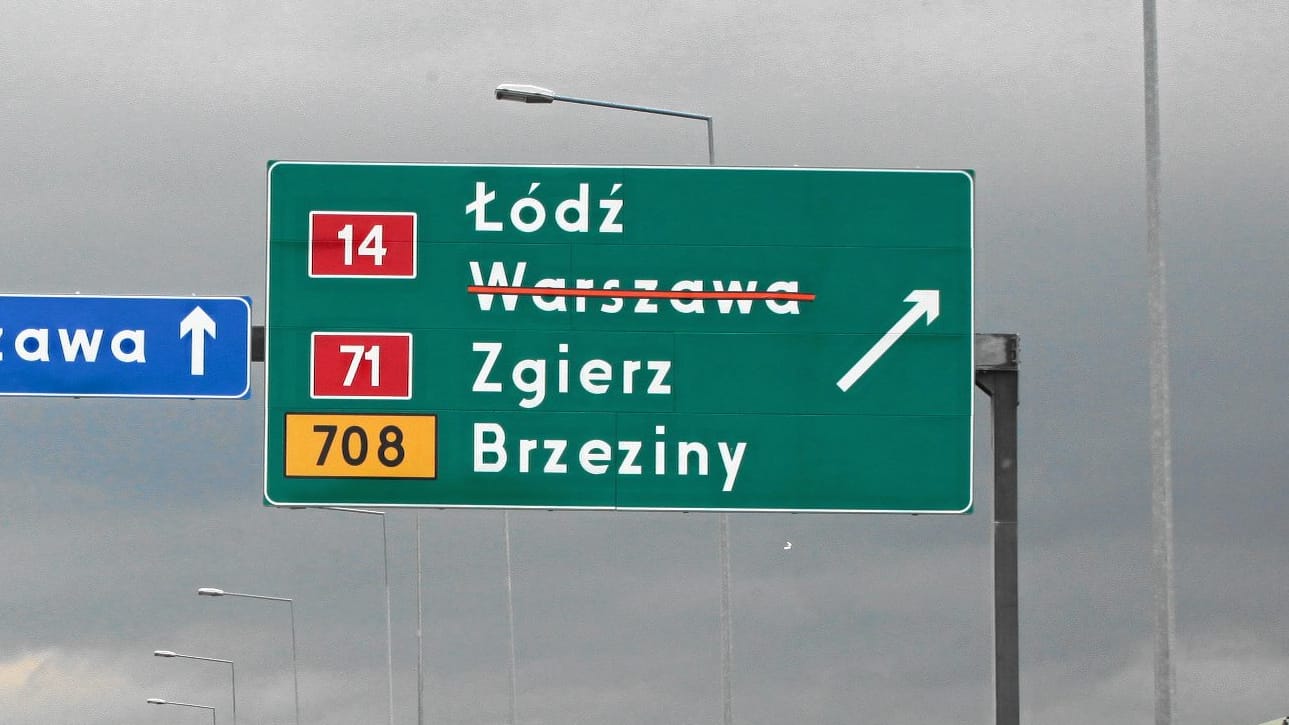 zawa
14
Łódź
Warszawa
71
Zgierz
708
Brzeziny